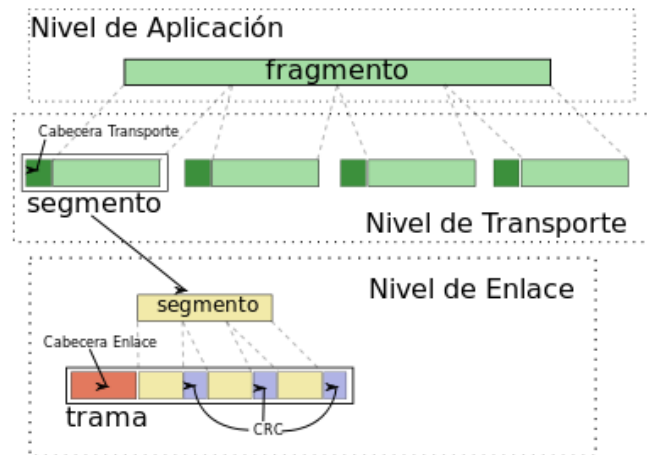 Nivel de Aplicación
fragmento
Cabecera Transporte
segmento
Nivel de Transporte
Nivel de Enlace
segmento
Cabecera Enlace
trama
CRC